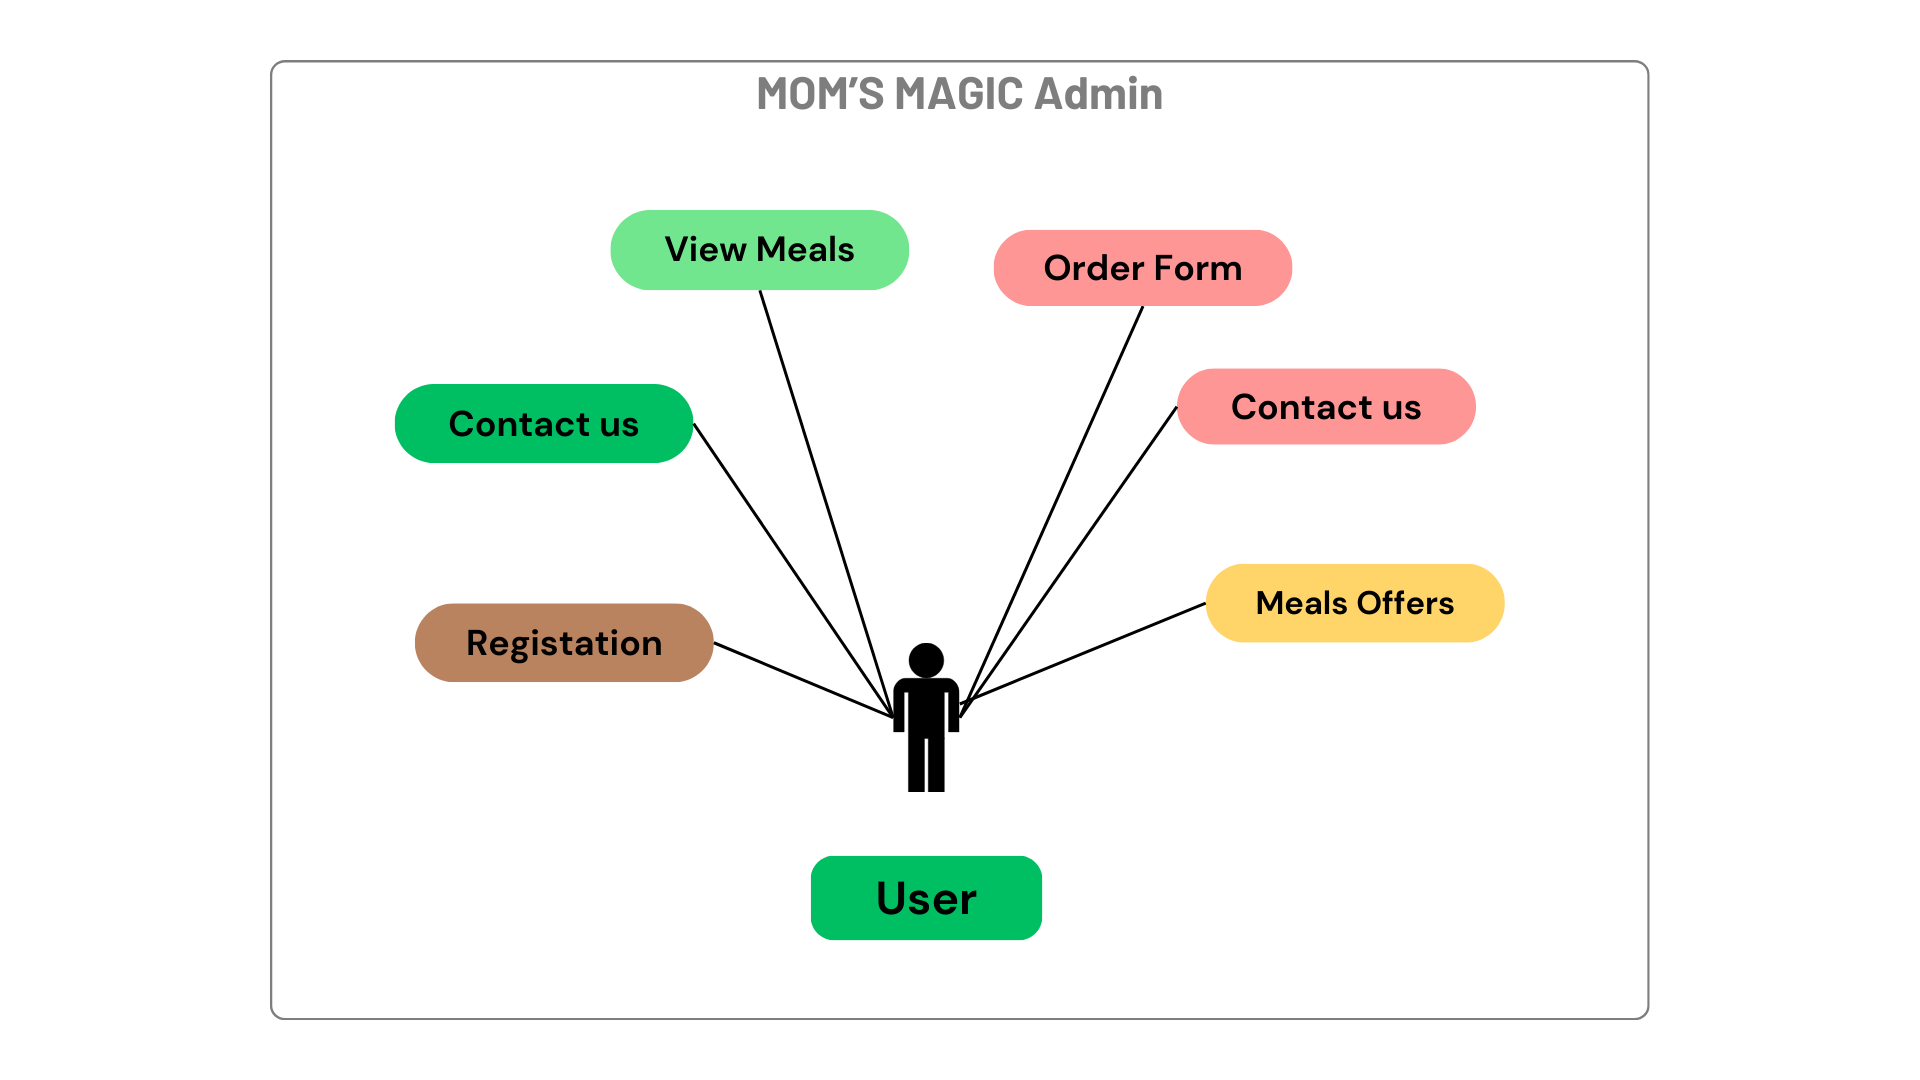 MOM'S MAGIC Admin
View Meals
Order Form
Contact us
Contact us
Meals Offers
Registation
User